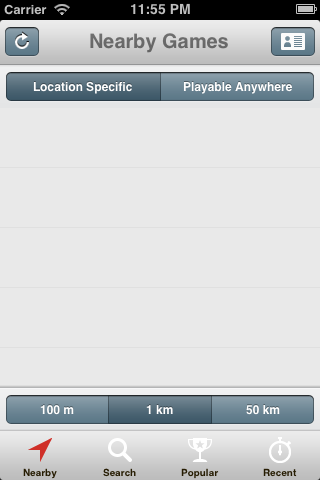 Carrier 11:55 PM
Nearby Games
Location Specific Playable Anywhere
100 m 1 km 50 km
Nearby Search Popular Recent